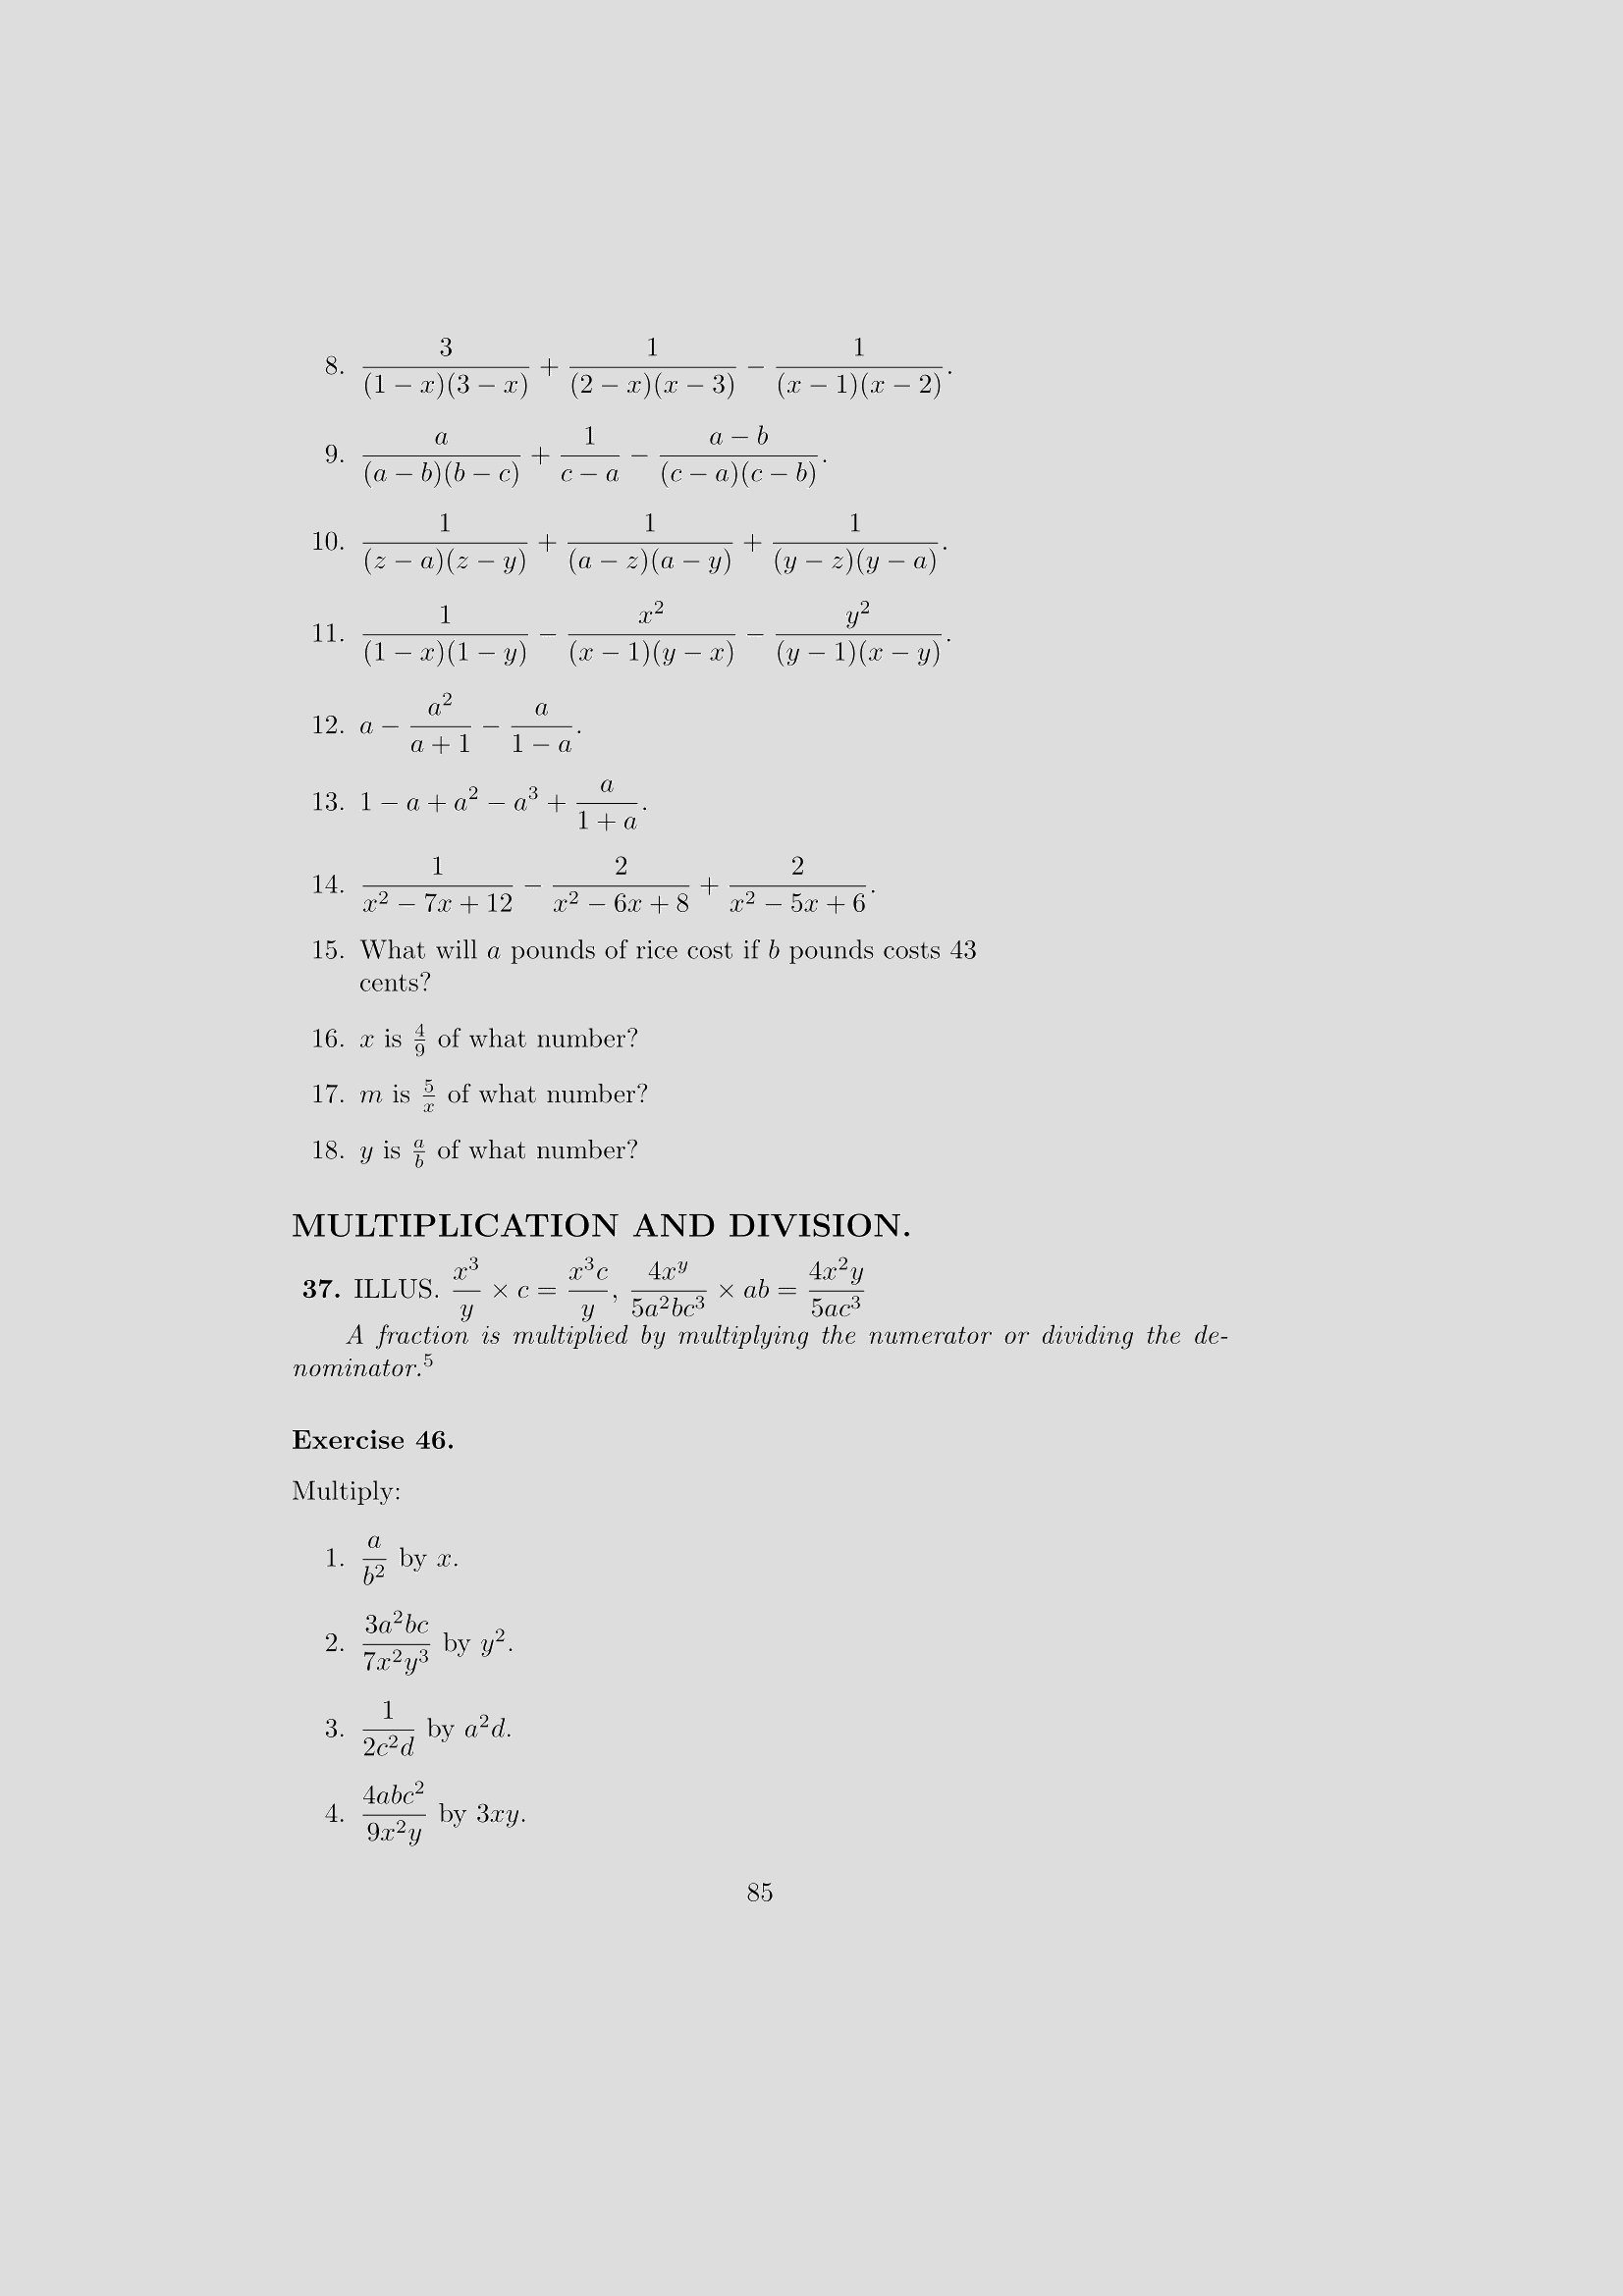 8. \frac{3}{(1-x)(3-x)} + \frac{1}{(2-x)(x-3)} - \frac{1}{(x-1)(x-2)}.
9. \frac{a}{(a-b)(b-c)} + \frac{1}{c-a} - \frac{a-b}{(c-a)(c-b)}.
10. \frac{1}{(z-a)(z-y)} + \frac{1}{(a-z)(a-y)} + \frac{1}{(y-z)(y-a)}.
11. \frac{1}{(1-x)(1-y)} - \frac{x^2}{(x-1)(y-x)} - \frac{y^2}{(y-1)(x-y)}.
12. a - \frac{a^2}{a+1} - \frac{a}{1-a}.
13. 1 - a + a^2 - a^3 + \frac{a}{1+a}.
14. \frac{1}{x^2-7x+12} - \frac{2}{x^2-6x+8} + \frac{2}{x^2-5x+6}.
15. What will a pounds of rice cost if b pounds costs 43
cents?
16. x is \frac{4}{9} of what number?
17. m is \frac{5}{x} of what number?
18. y is \frac{a}{b} of what number?
MULTIPLICATION AND DIVISION.
37. ILLUS. \frac{x^3}{y} × c = \frac{x^3c}{y}, \frac{4x^y}{5a^2bc^3} × ab = \frac{4x^2y}{5ac^3}
A fraction is multiplied by multiplying the numerator or dividing the de-
nominator.^5
Exercise 46.
Multiply:
1. \frac{a}{b^2} by x.
2. \frac{3a^2bc}{7x^2y^3} by y^2.
3. \frac{1}{2c^2d} by a^2d.
4. \frac{4abc^2}{9x^2y} by 3xy.
85